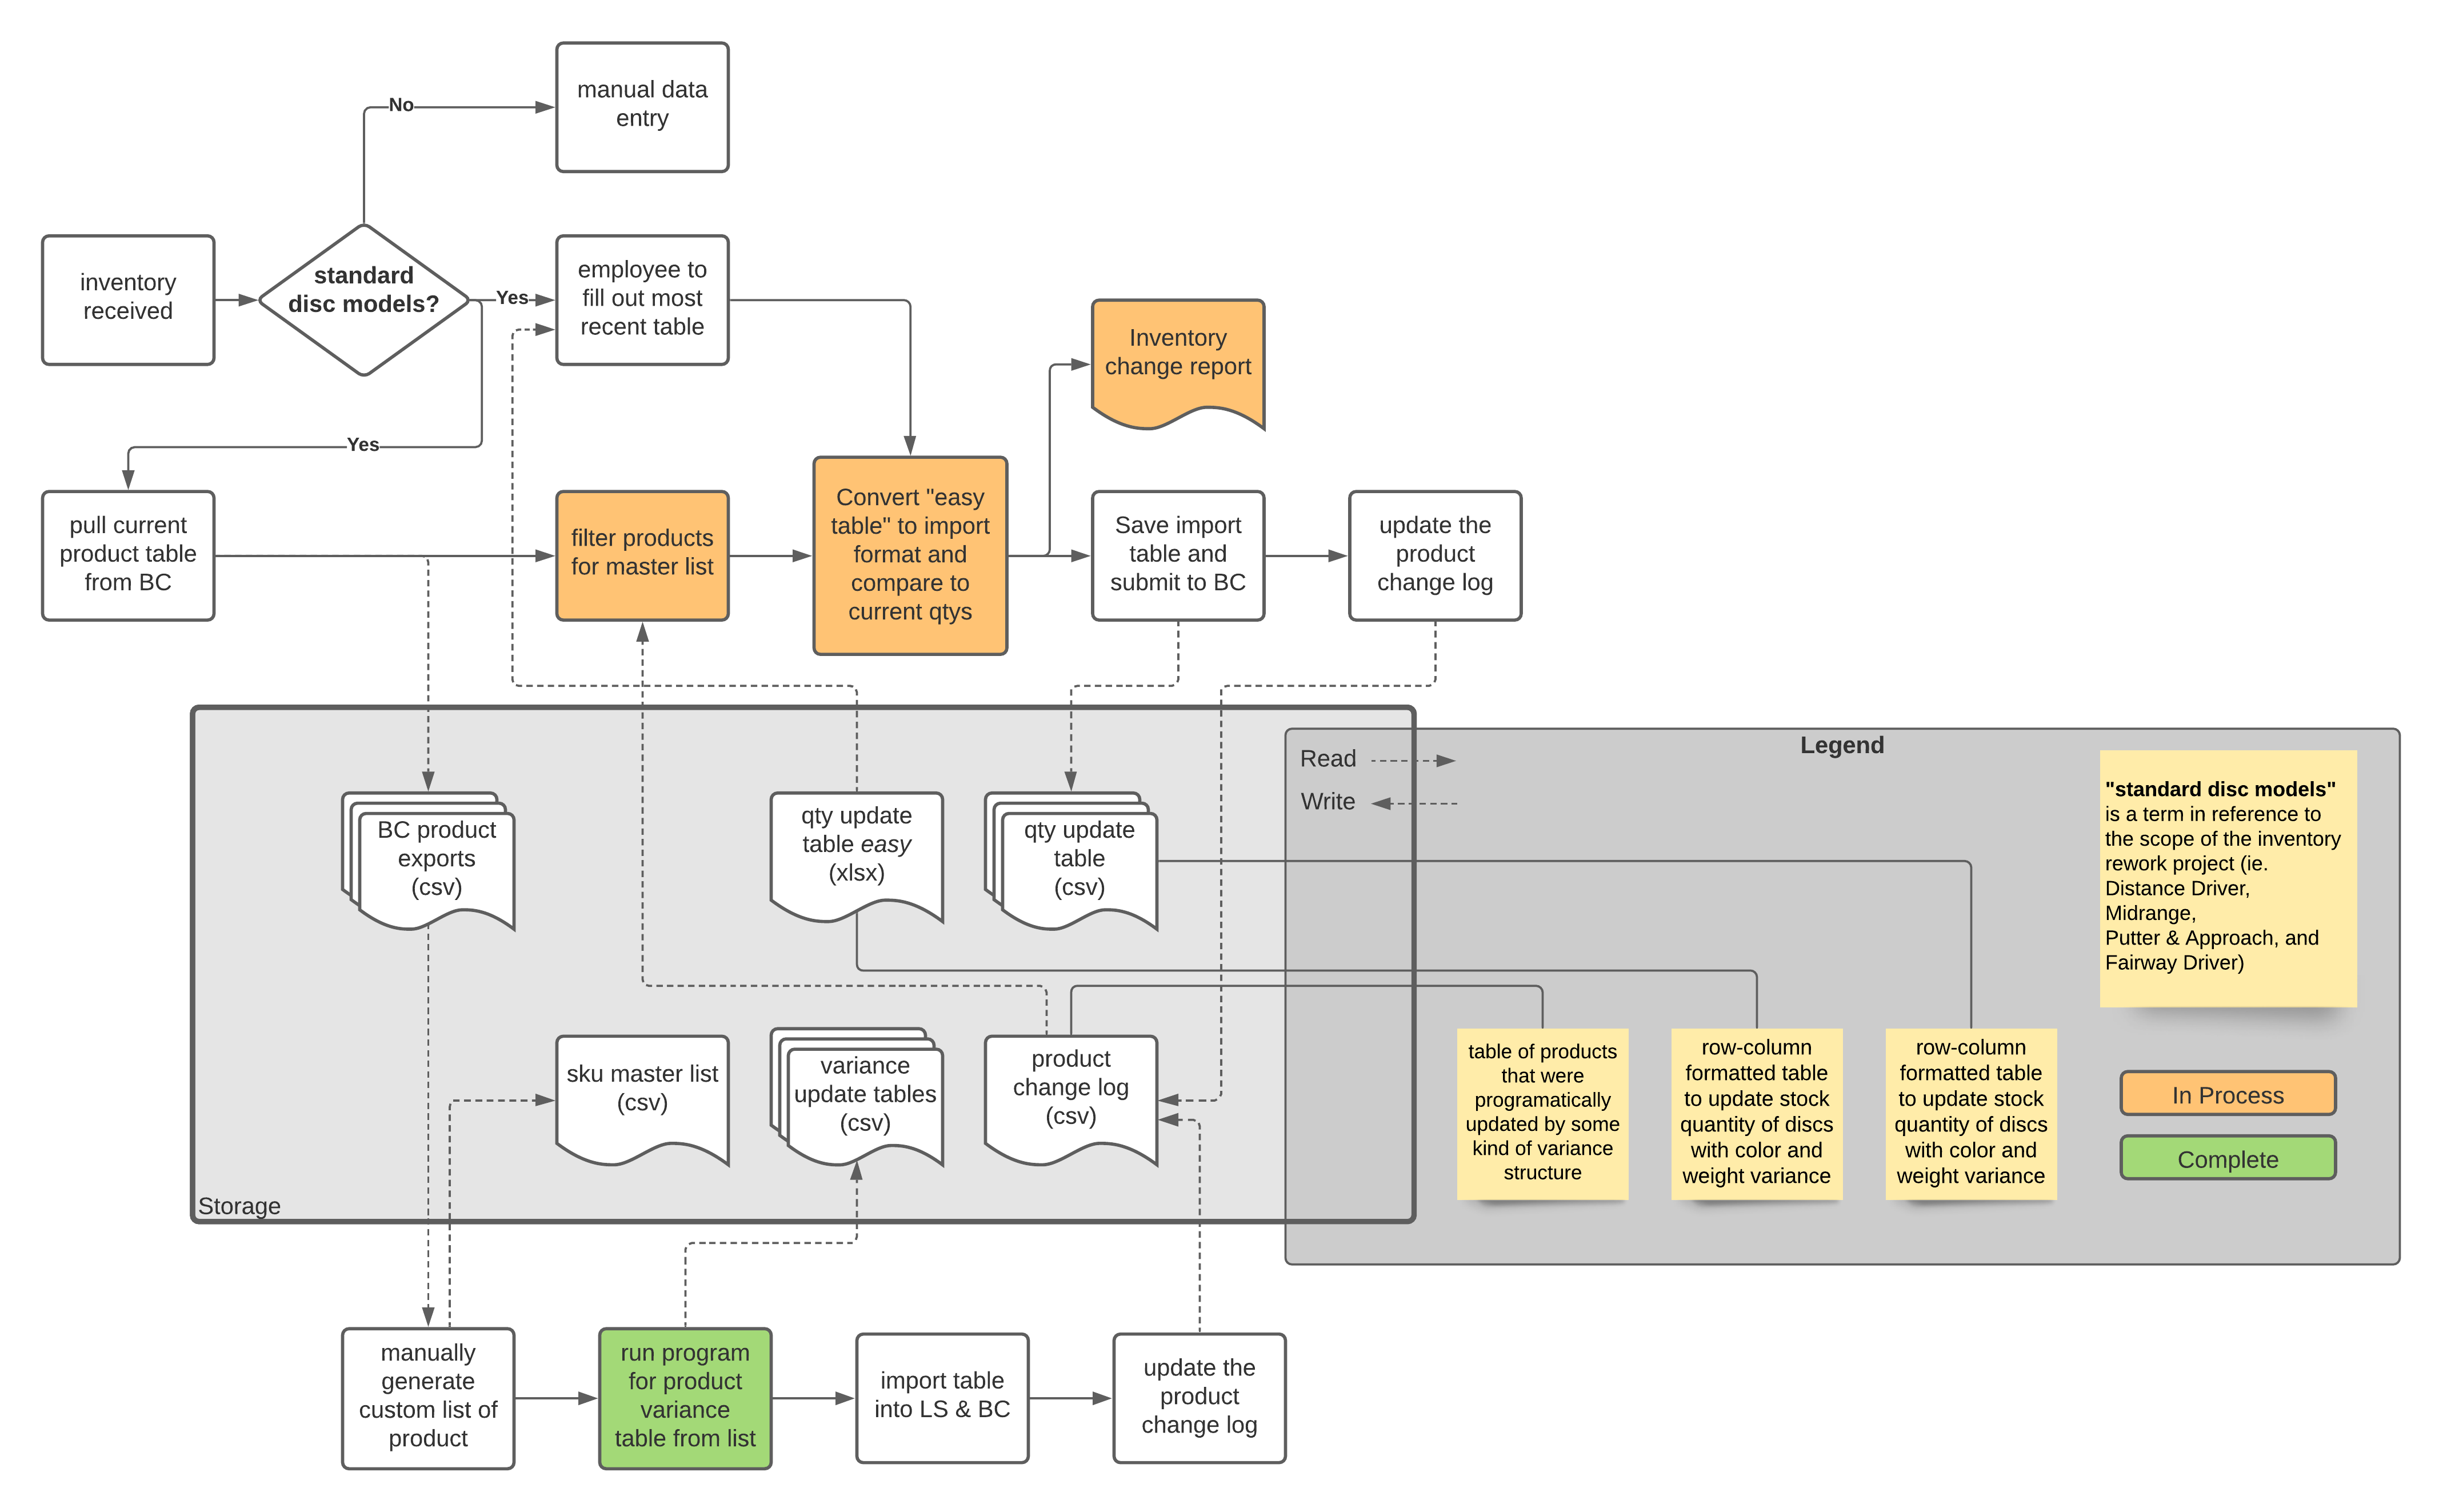 manual data
entry
No
inventory
received
standard
disc models?
Yes
employee to
fill out most
recent table
Inventory
change report
Yes
pull current
product table
from BC
filter products
for master list
Convert "easy
table" to import
format and
compare to
current qtys
Save import
table and
submit to BC
update the
product
change log
Legend
Read
Write
"standard disc models"
is a term in reference to
the scope of the inventory
rework project (ie.
Distance Driver,
Midrange,
Putter & Approach, and
Fairway Driver)
BC product
exports
(csv)
qty update
table easy
(xlsx)
qty update
table
(csv)
sku master list
(csv)
variance
update tables
(csv)
product
change log
(csv)
table of products
that were
programatically
updated by some
kind of variance
structure
row-column
formatted table
to update stock
quantity of discs
with color and
weight variance
row-column
formatted table
to update stock
quantity of discs
with color and
weight variance
In Process
Complete
Storage
manually
generate
custom list of
product
run program
for product
variance
table from list
import table
into LS & BC
update the
product
change log